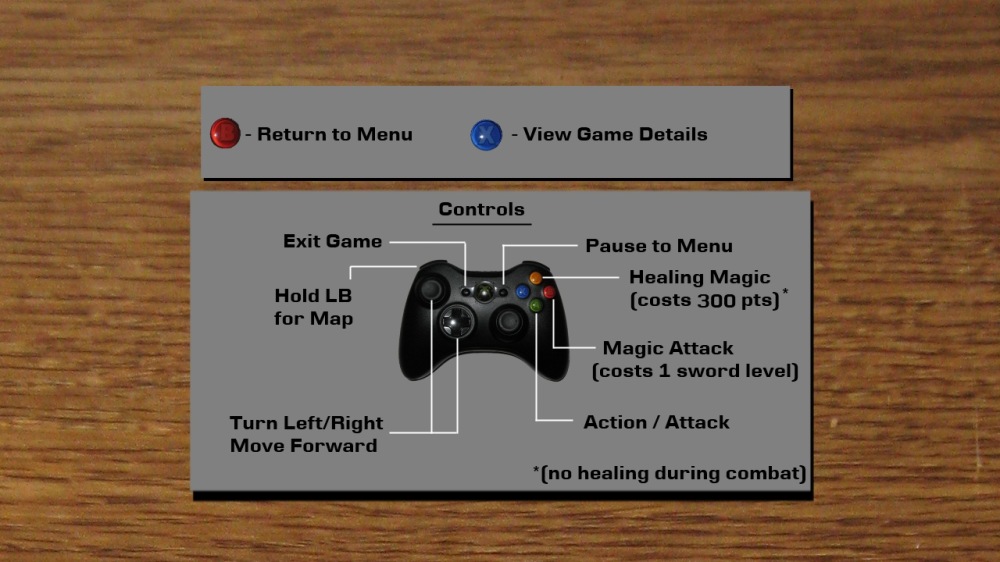 B - Return to Menu
X - View Game Details
Controls
Exit Game
Pause to Menu
Healing Magic
(costs 300 pts)*
Hold LB
for Map
Magic Attack
(costs 1 sword level)
Turn Left/Right
Move Forward
Action / Attack
*(no healing during combat)